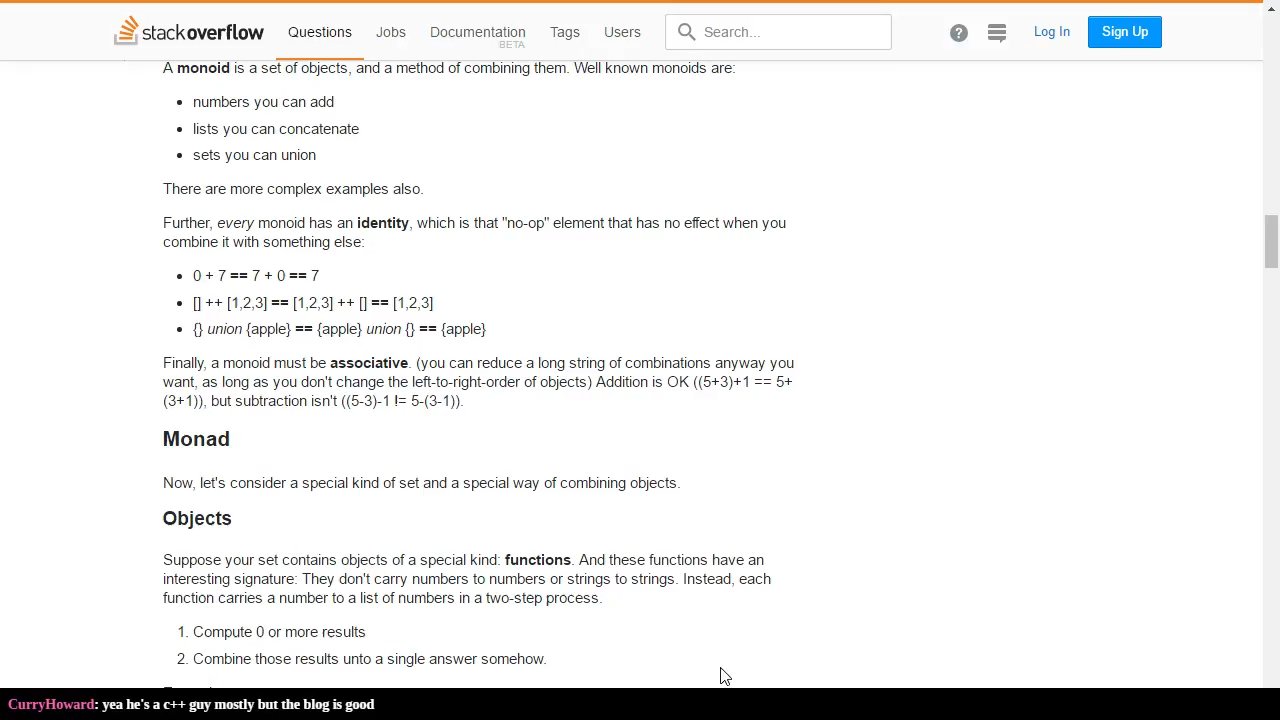 stackoverflow Questions Jobs Documentation Tags Users Search... ? Log In Sign Up
BETA
A monoid is a set of objects, and a method of combining them. Well known monoids are:
• numbers you can add
• lists you can concatenate
• sets you can union
There are more complex examples also.
Further, every monoid has an identity, which is that "no-op" element that has no effect when you
combine it with something else:
• 0 + 7 == 7 + 0 == 7
• [] ++ [1,2,3] == [1,2,3] ++ [] == [1,2,3]
• {} union {apple} == {apple} union {} == {apple}
Finally, a monoid must be associative. (you can reduce a long string of combinations anyway you
want, as long as you don't change the left-to-right-order of objects) Addition is OK ((5+3)+1 == 5+
(3+1)), but subtraction isn't ((5-3)-1 != 5-(3-1)).
Monad
Now, let's consider a special kind of set and a special way of combining objects.
Objects
Suppose your set contains objects of a special kind: functions. And these functions have an
interesting signature: They don't carry numbers to numbers or strings to strings. Instead, each
function carries a number to a list of numbers in a two-step process.
1. Compute 0 or more results
2. Combine those results unto a single answer somehow.
CurryHoward: yea he's a c++ guy mostly but the blog is good